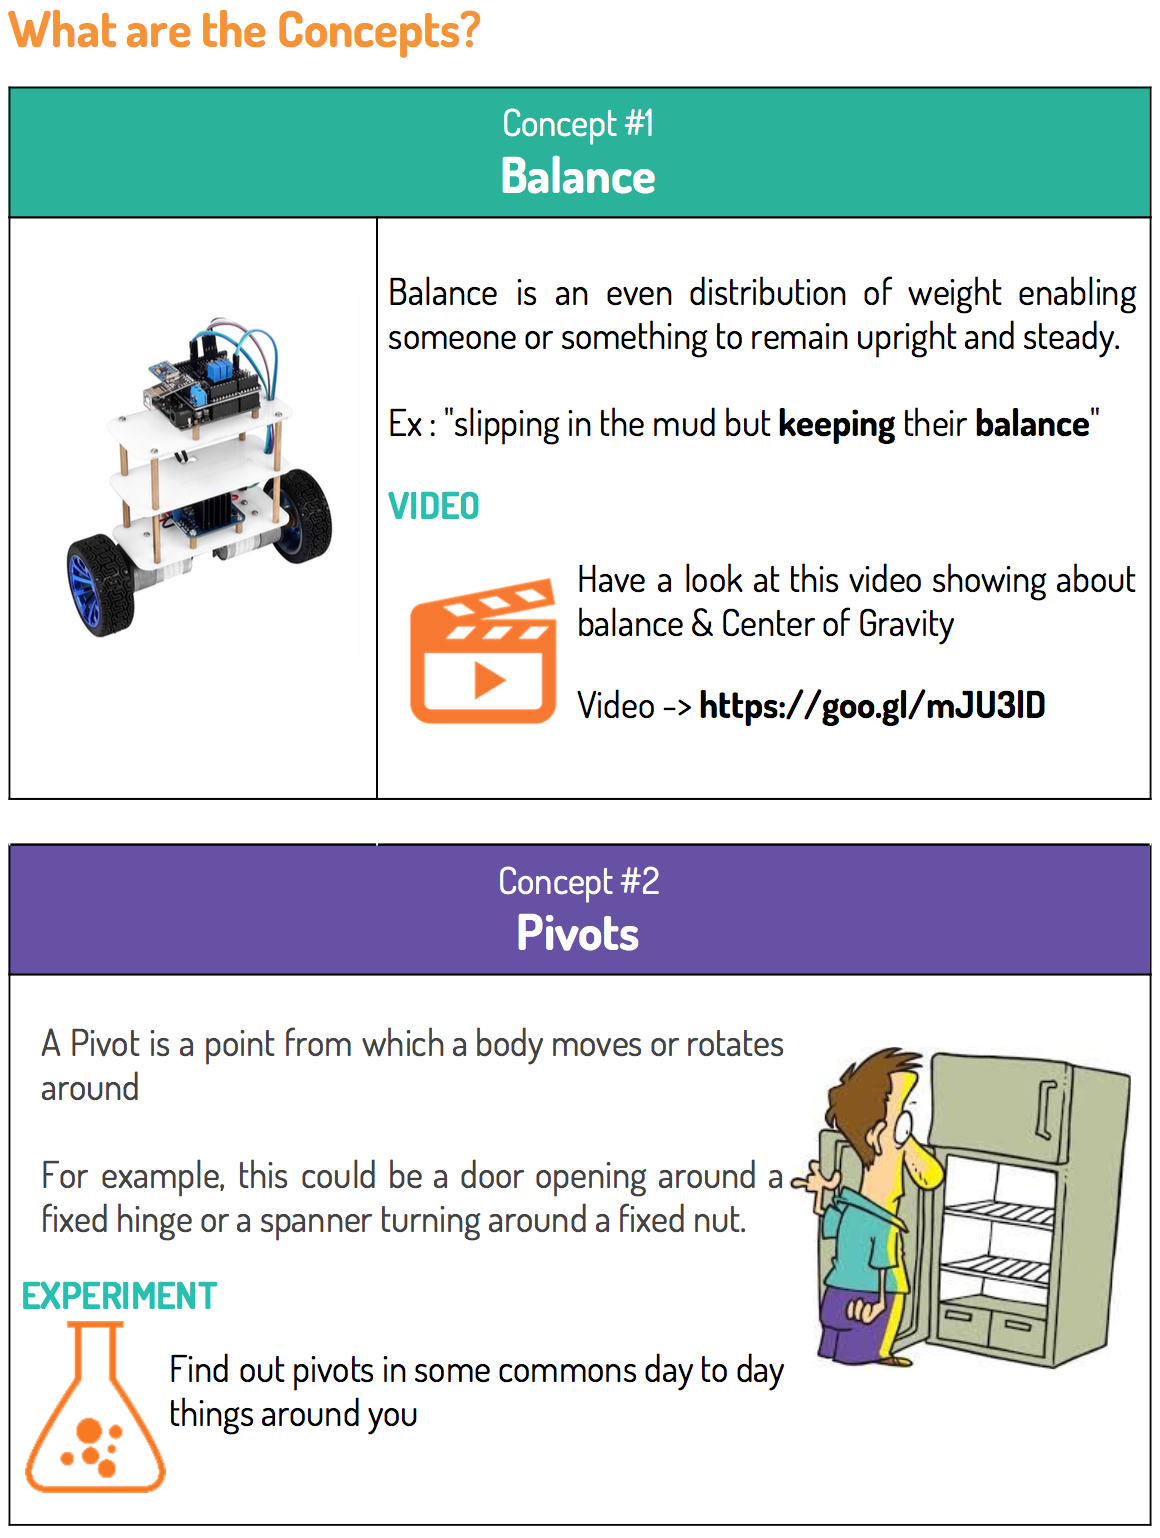 What are the Concepts?
Concept #1
Balance
Balance is an even distribution of weight enabling
someone or something to remain upright and steady.
Ex : "slipping in the mud but keeping their balance"
VIDEO
Have a look at this video showing about
balance & Center of Gravity
Video -> https://goo.gl/mJU3lD
Concept #2
Pivots
A Pivot is a point from which a body moves or rotates
around
For example, this could be a door opening around a
fixed hinge or a spanner turning around a fixed nut.
EXPERIMENT
Find out pivots in some commons day to day
things around you